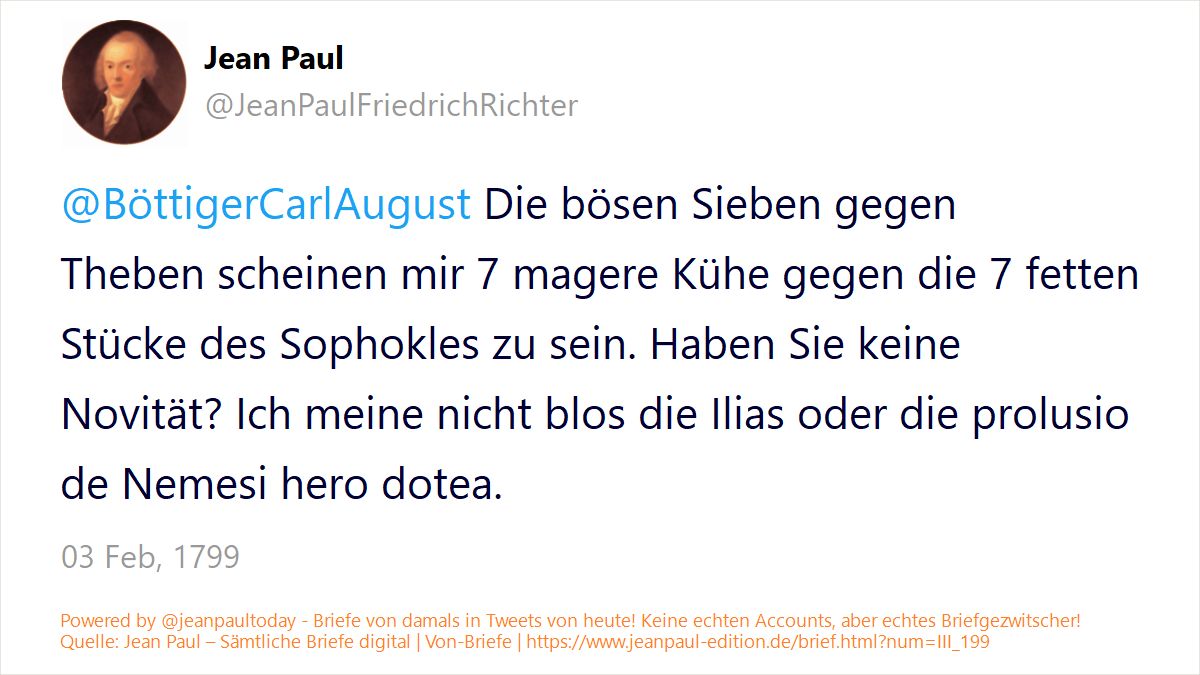 Jean Paul
@JeanPaulFriedrichRichter
@BöttigerCarlAugust Die bösen Sieben gegen
Theben scheinen mir 7 magere Kühe gegen die 7 fetten
Stücke des Sophokles zu sein. Haben Sie keine
Novität? Ich meine nicht blos die Ilias oder die prolusio
de Nemesi hero dotea.
03 Feb, 1799
Powered by @jeanpaultoday - Briefe von damals in Tweets von heute! Keine echten Accounts, aber echtes Briefgezwitscher!
Quelle: Jean Paul – Sämtliche Briefe digital | Von-Briefe | https://www.jeanpaul-edition.de/brief.html?num=III_199